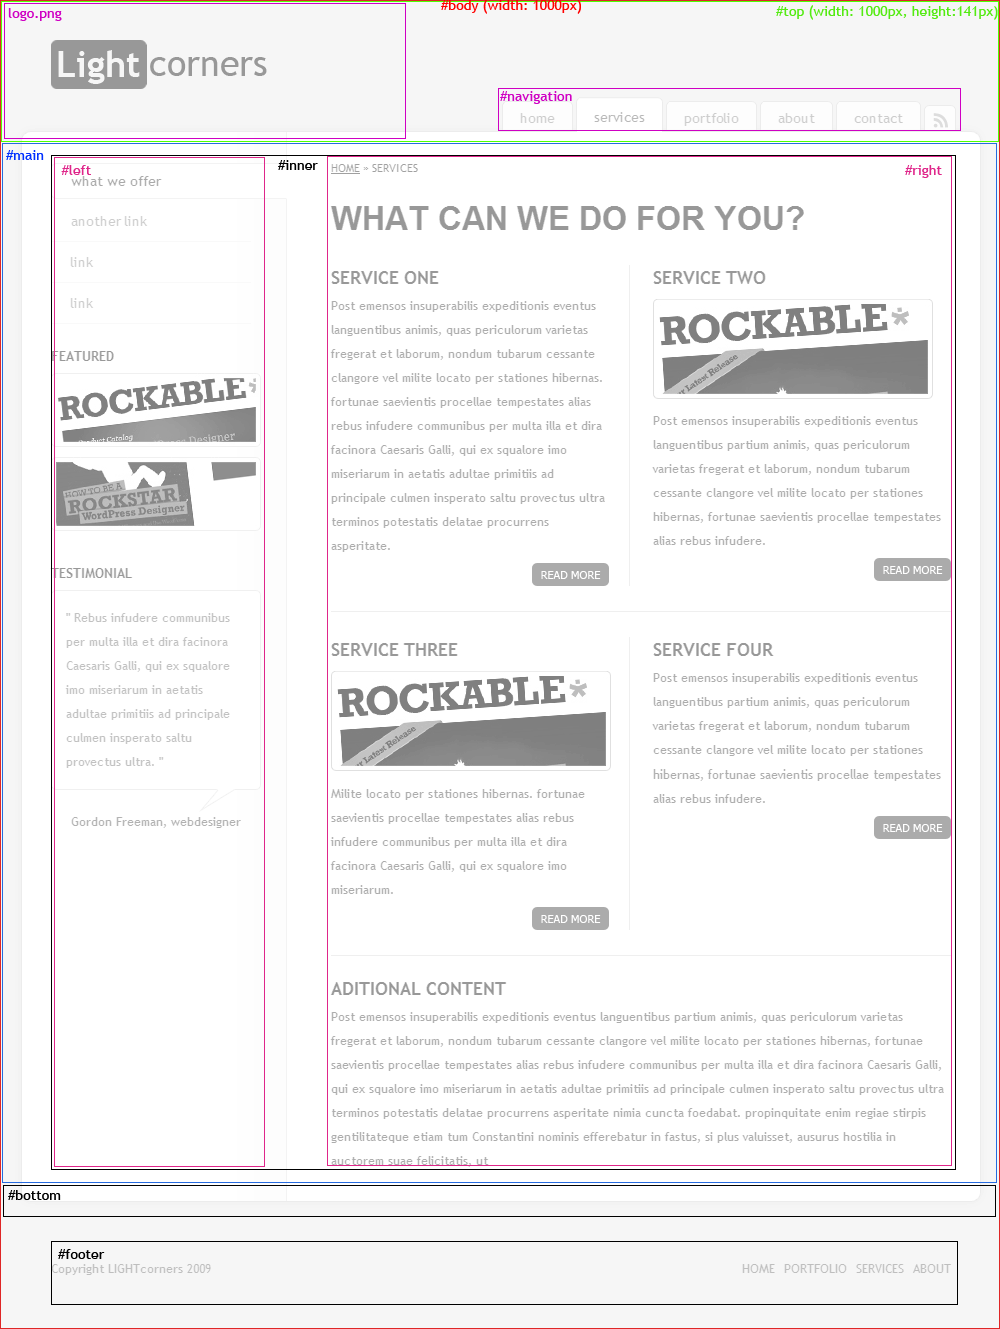 logo.png
#body (width: 1000px)
#top (width: 1000px, height:141px)
Light corners
#navigation
home services portfolio about contact
#main
#left
#inner
#right
what we offer
another link
link
link
FEATURED
ROCKABLE*
Product Catalog
Press Designer
HOW TO BE A
ROCKSTAR
WordPress Designer
TESTIMONIAL
" Rebus infudere communibus
per multa illa et dira facinora
Caesaris Galli, qui ex squalore
imo miseriarum in aetatis
adultae primitiis ad principale
culmen insperato saltu
provectus ultra. "
Gordon Freeman, webdesigner
HOME » SERVICES
WHAT CAN WE DO FOR YOU?
SERVICE ONE
Post emensos insuperabilis expeditionis eventus
languentibus animis, quas periculorum varietas
fregerat et laborum, nondum tubarum cessante
clangore vel milite locato per stationes hibernas.
fortunae saevientis procellae tempestates alias
rebus infudere communibus per multa illa et dira
facinora Caesaris Galli, qui ex squalore imo
miseriarum in aetatis adultae primitiis ad
principale culmen insperato saltu provectus ultra
terminos potestatis delatae procurrens
asperitate.
READ MORE
SERVICE TWO
ROCKABLE*
ur Latest Release
Post emensos insuperabilis expeditionis eventus
languentibus partium animis, quas periculorum
varietas fregerat et laborum, nondum tubarum
cessante clangore vel milite locato per stationes
hibernas, fortunae saevientis procellae tempestates
alias rebus infudere.
READ MORE
SERVICE THREE
ROCKABLE*
ur Latest Release
Milite locato per stationes hibernas. fortunae
saevientis procellae tempestates alias rebus
infudere communibus per multa illa et dira
facinora Caesaris Galli, qui ex squalore imo
miseriarum.
READ MORE
SERVICE FOUR
Post emensos insuperabilis expeditionis eventus
languentibus partium animis, quas periculorum
varietas fregerat et laborum, nondum tubarum
cessante clangore vel milite locato per stationes
hibernas, fortunae saevientis procellae tempestates
alias rebus infudere.
READ MORE
ADITIONAL CONTENT
Post emensos insuperabilis expeditionis eventus languentibus partium animis, quas periculorum varietas
fregerat et laborum, nondum tubarum cessante clangore vel milite locato per stationes hibernas, fortunae
saevientis procellae tempestates alias rebus infudere communibus per multa illa et dira facinora Caesaris Galli,
qui ex squalore imo miseriarum in aetatis adultae primitiis ad principale culmen insperato saltu provectus ultra
terminos potestatis delatae procurrens asperitate nimia cuncta foedabat. propinquitate enim regiae stirpis
gentilitateque etiam tum Constantini nominis efferebatur in fastus, si plus valuisset, ausurus hostilia in
auctorem suae felicitatis, ut
#bottom
#footer
Copyright LIGHTcorners 2009
HOME PORTFOLIO SERVICES ABOUT